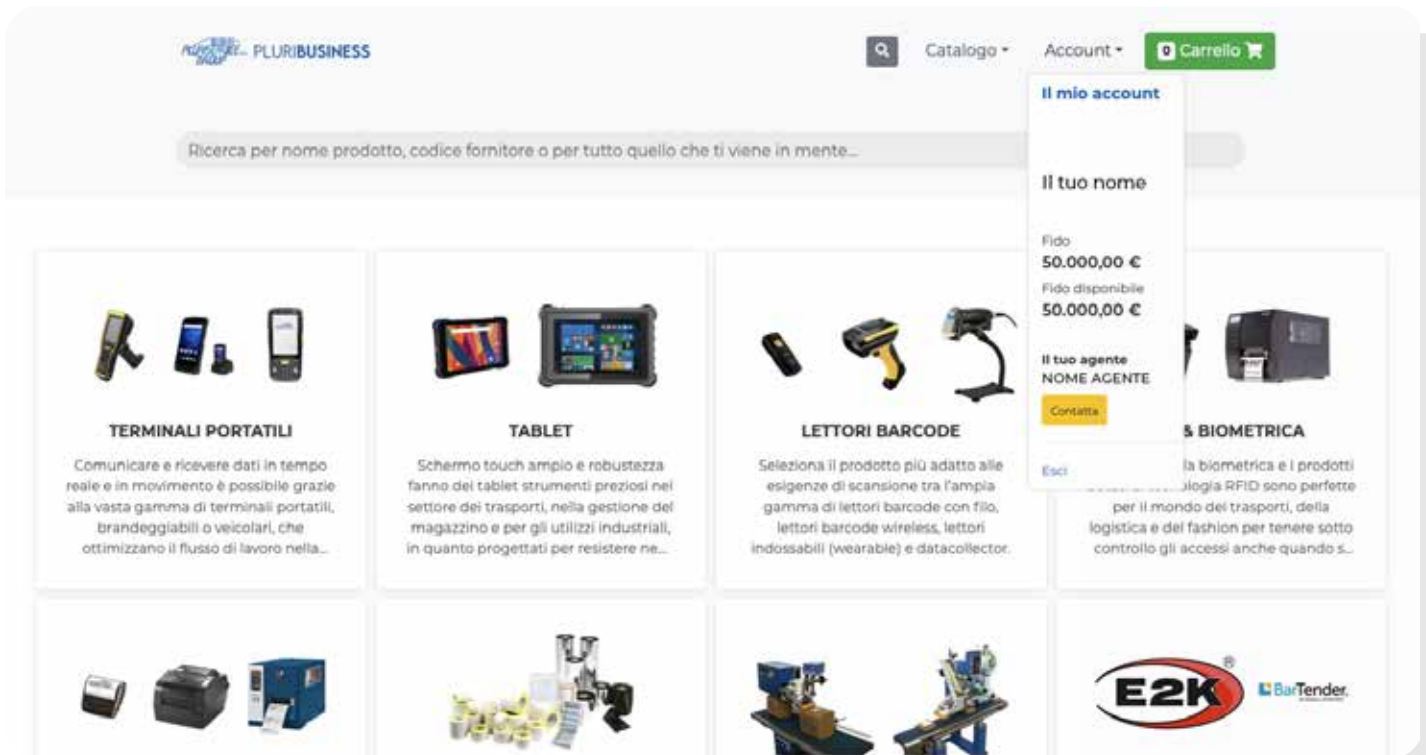 PLURIBUSINESS
Catalogo
Account
0 Carrello
Il mio account
Ricerca per nome prodotto, codice fornitore o per tutto quello che ti viene in mente...
Il tuo nome
Fido
50.000,00 €
Fido disponibile
50.000,00 €
Il tuo agente
NOME AGENTE
Contatta
Esci
TERMINALI PORTATILI
Comunicare e ricevere dati in tempo
reale e in movimento è possibile grazie
alla vasta gamma di terminali portatili,
brandeggiabili o veicolari, che
ottimizzano il flusso di lavoro nella...
TABLET
Schermo touch ampio e robustezza
fanno dei tablet strumenti preziosi nel
settore dei trasporti, nella gestione del
magazzino e per gli utilizzi industriali,
in quanto progettati per resistere ne...
LETTORI BARCODE
Seleziona il prodotto più adatto alle
esigenze di scansione tra l'ampia
gamma di lettori barcode con filo,
lettori barcode wireless, lettori
indossabili (wearable) e datacollector.
& BIOMETRICA
la biometrica e i prodotti
RFID sono perfette
per il mondo dei trasporti, della
logistica e del fashion per tenere sotto
controllo gli accessi anche quando s...
E2K®
BarTender.